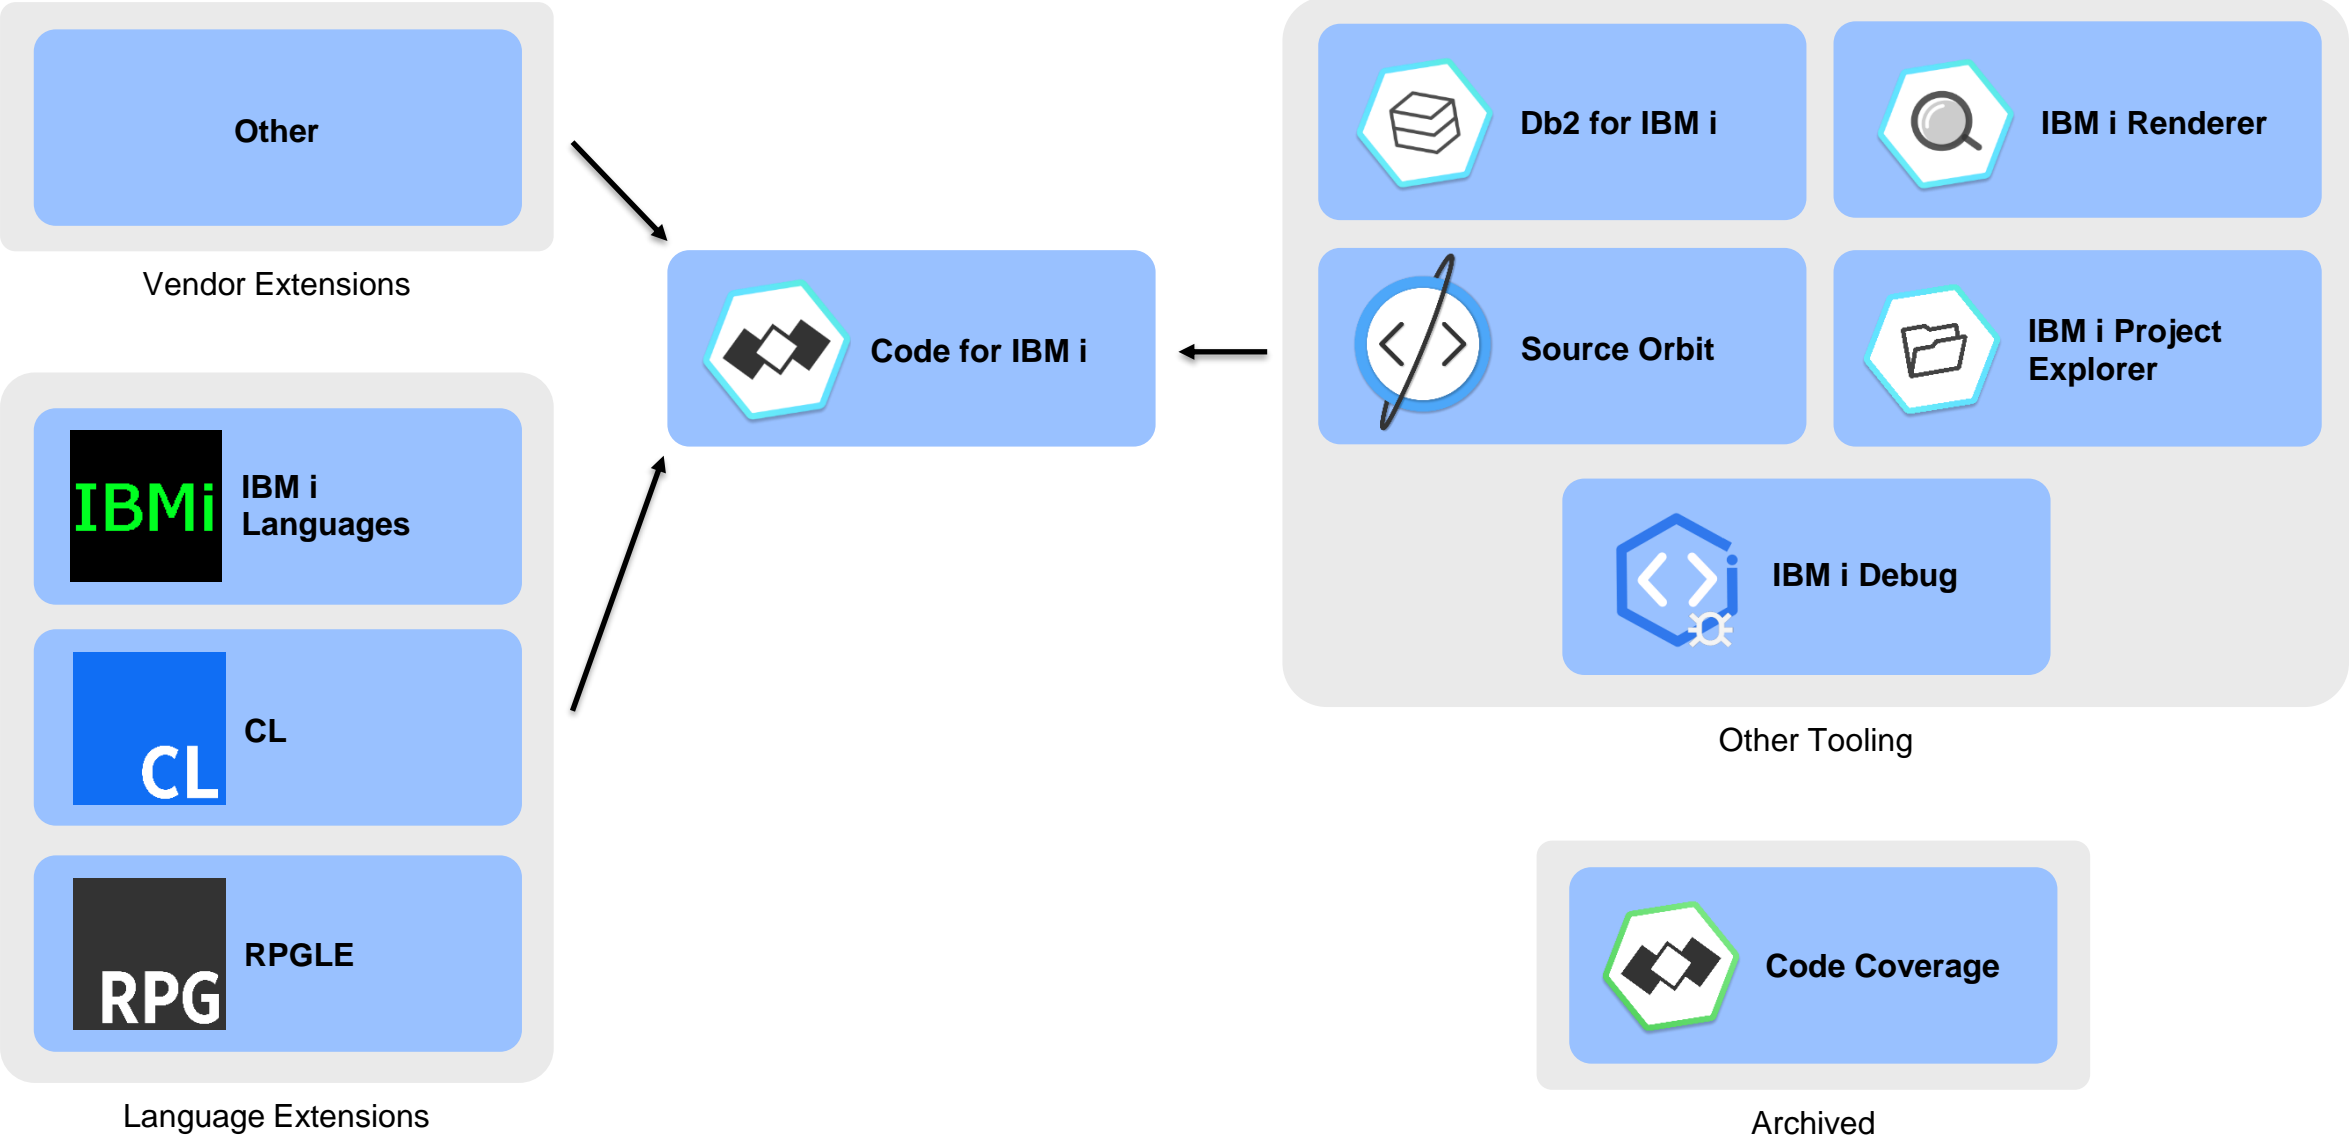 Other
Vendor Extensions
IBMi
IBM i
Languages
CL
CL
RPG
RPGLE
Language Extensions
Code for IBM i
Db2 for IBM i
IBM i Renderer
Source Orbit
IBM i Project
Explorer
IBM i Debug
Other Tooling
Code Coverage
Archived